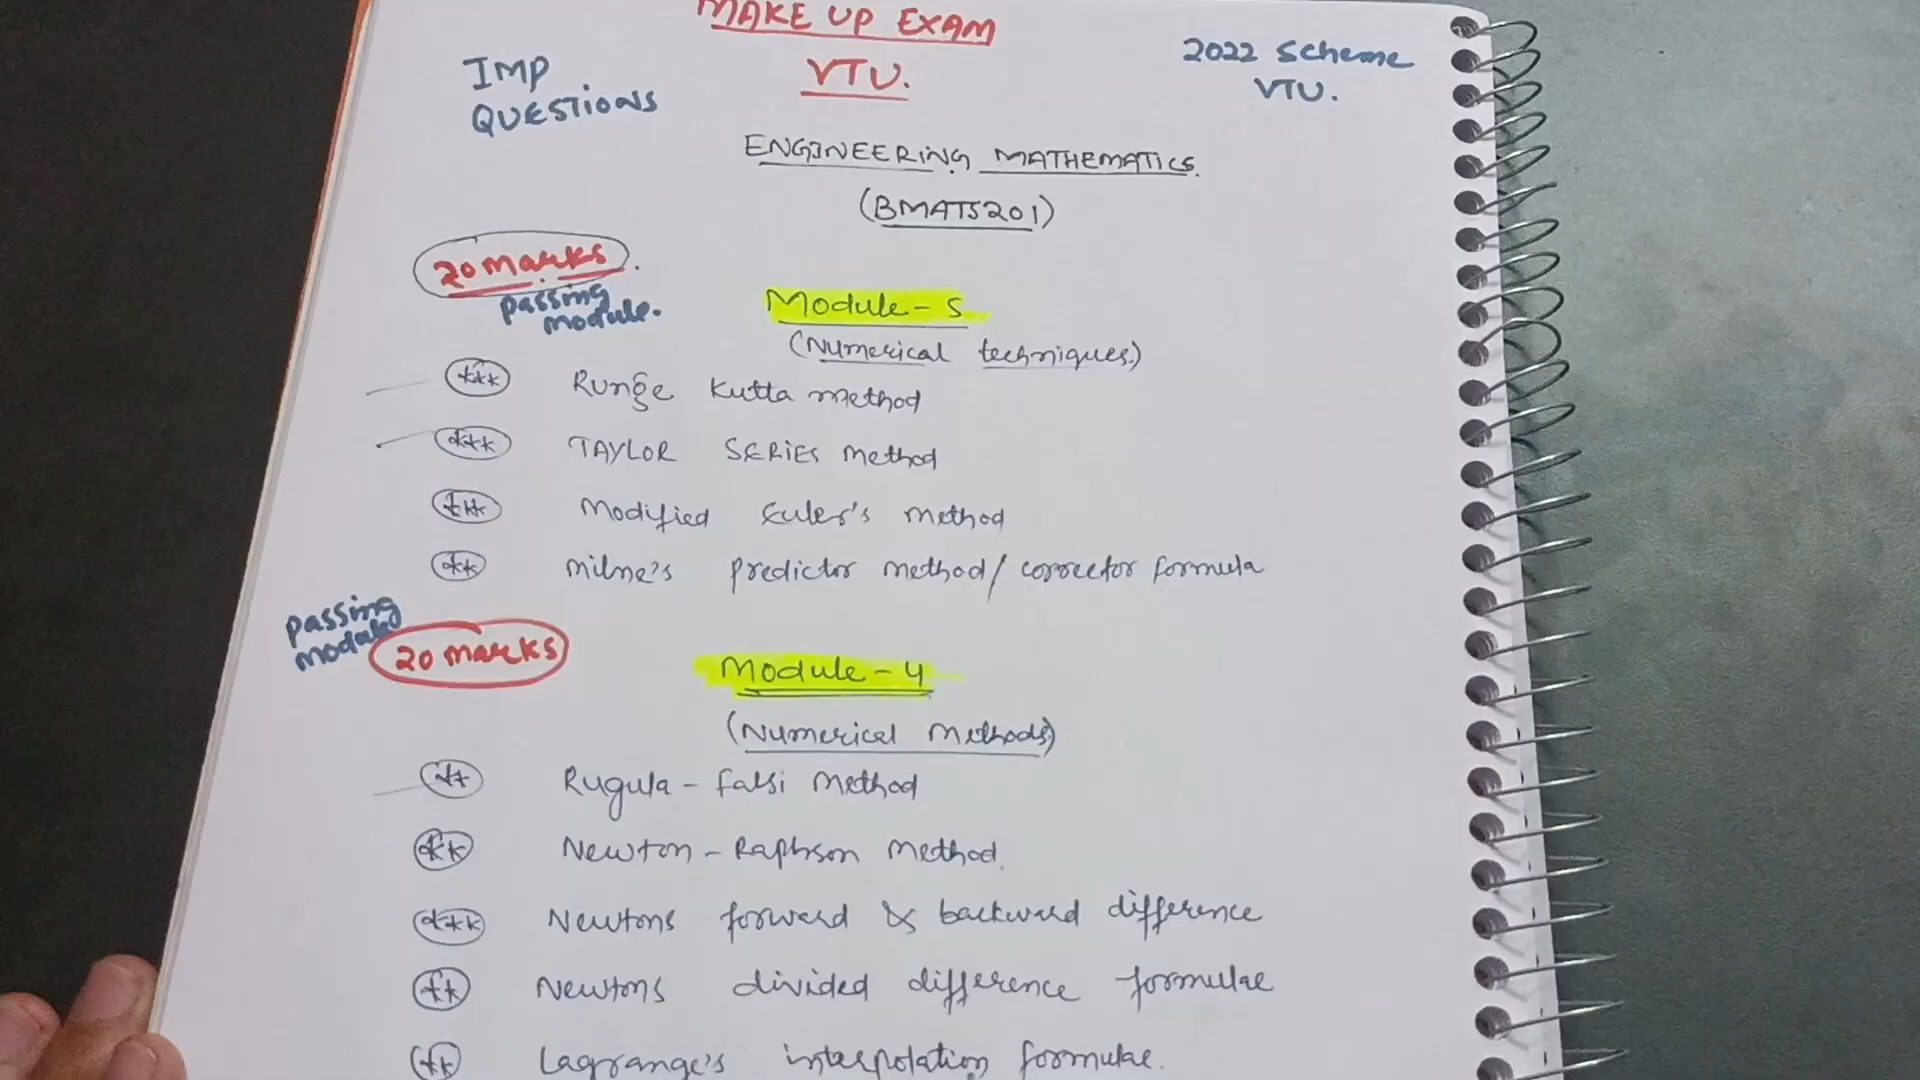 MAKE UP EXAM
VTU.
IMP
QUESTIONS
2022 Scheme
VTU.
ENGINEERING MATHEMATICS.
(BMATS201)
20 marks.
passing
module.
Module-5
(Numerical techniques)
*** Runge Kutta method
*** TAYLOR SERIES method
*** Modified Euler's method
*** milne's predictor method/ corrector formula
passing
module
20 marks
Module-4
(Numerical methods)
** Rugula-falsi method
** Newton-Raphson method.
*** Newtons forward & backward difference
** Newtons divided difference formulae
** Lagrange's interpolation formulae.